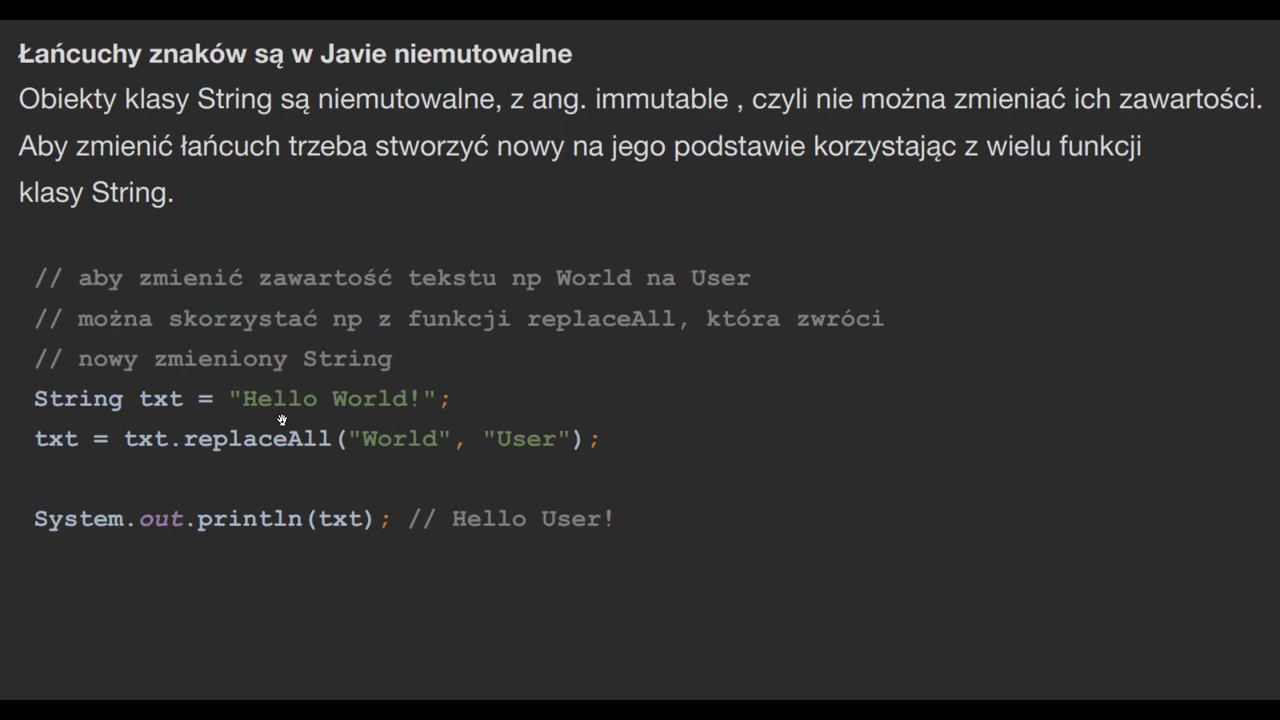 Łańcuchy znaków są w Javie niemutowalne
Obiekty klasy String są niemutowalne, z ang. immutable , czyli nie można zmieniać ich zawartości.
Aby zmienić łańcuch trzeba stworzyć nowy na jego podstawie korzystając z wielu funkcji
klasy String.
// aby zmienić zawartość tekstu np World na User
// można skorzystać np z funkcji replaceAll, która zwróci
// nowy zmieniony String
String txt = "Hello World!";
txt = txt.replaceAll("World", "User");
System.out.println(txt); // Hello User!